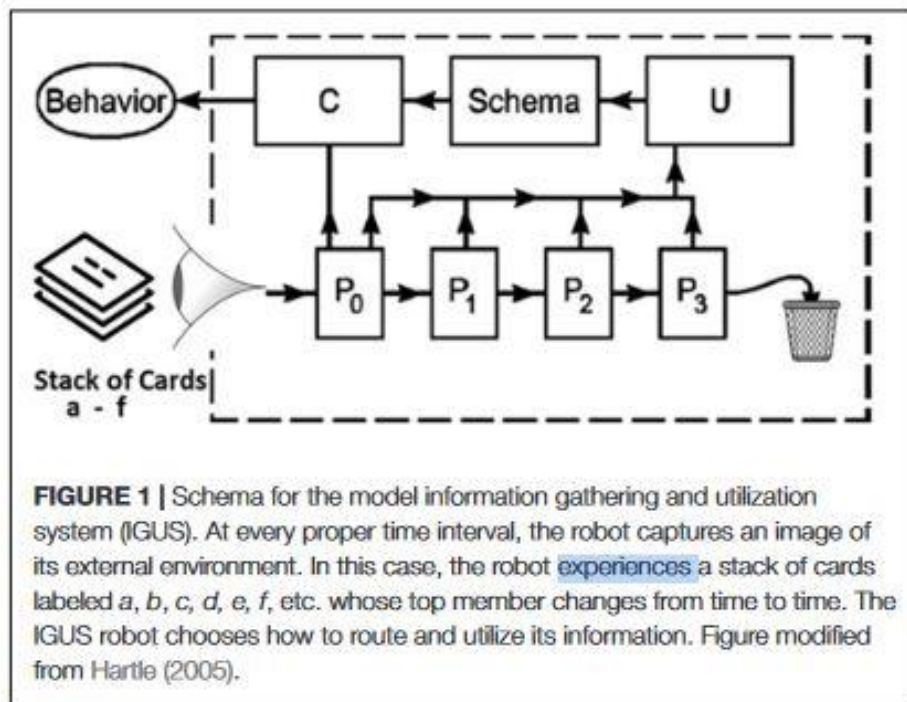 Behavior
C
Schema
U
P0
P1
P2
P3
Stack of Cards
a - f
FIGURE 1 | Schema for the model information gathering and utilization
system (IGUS). At every proper time interval, the robot captures an image of
its external environment. In this case, the robot experiences a stack of cards
labeled a, b, c, d, e, f, etc. whose top member changes from time to time. The
IGUS robot chooses how to route and utilize its information. Figure modified
from Hartle (2005).